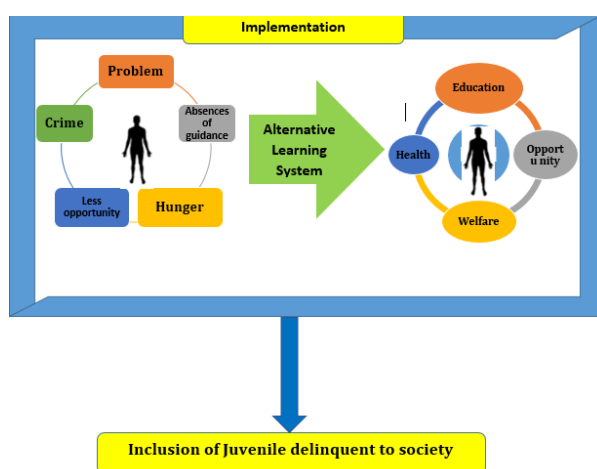 Implementation
Problem
Absences
of
guidance
Crime
Less
opportunity
Hunger
Alternative
Learning
System
Education
Opport
u nity
Health
Welfare
Inclusion of Juvenile delinquent to society